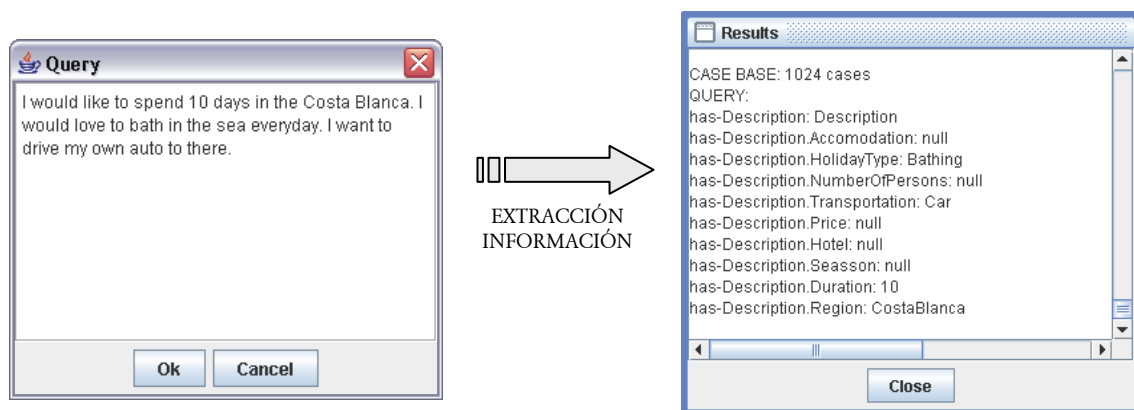 Query
I would like to spend 10 days in the Costa Blanca. I
would love to bath in the sea everyday. I want to
drive my own auto to there.
Ok
Cancel
EXTRACCIÓN
INFORMACIÓN
Results
CASE BASE: 1024 cases
QUERY:
has-Description: Description
has-Description.Accomodation: null
has-Description.HolidayType: Bathing
has-Description.NumberOfPersons: null
has-Description.Transportation: Car
has-Description.Price: null
has-Description.Hotel: null
has-Description.Seasson: null
has-Description.Duration: 10
has-Description.Region: CostaBlanca
Close